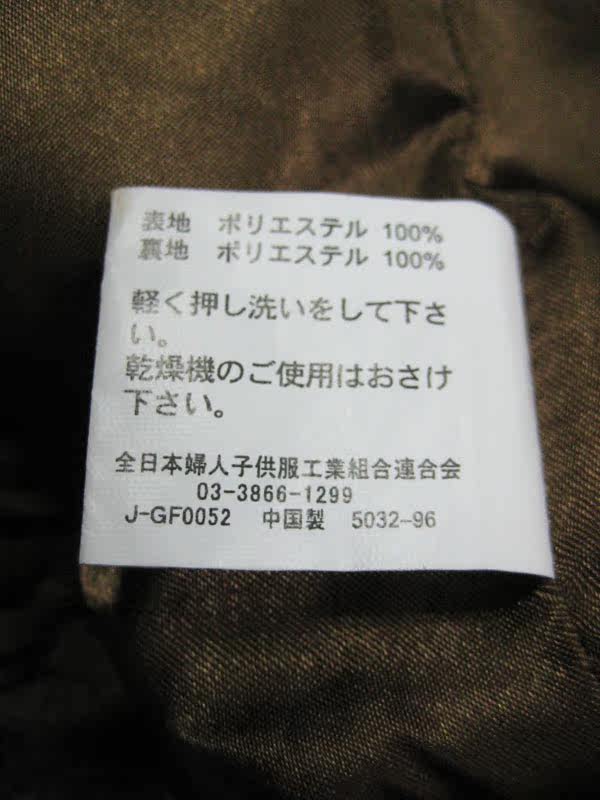 表地 ポリエステル 100%
裏地 ポリエステル 100%
軽く押し洗いをして下さ
い。
乾燥機のご使用はおさけ
下さい。
全日本婦人子供服工業組合連合会
03-3866-1299
J-GF0052 中国製 5032-96